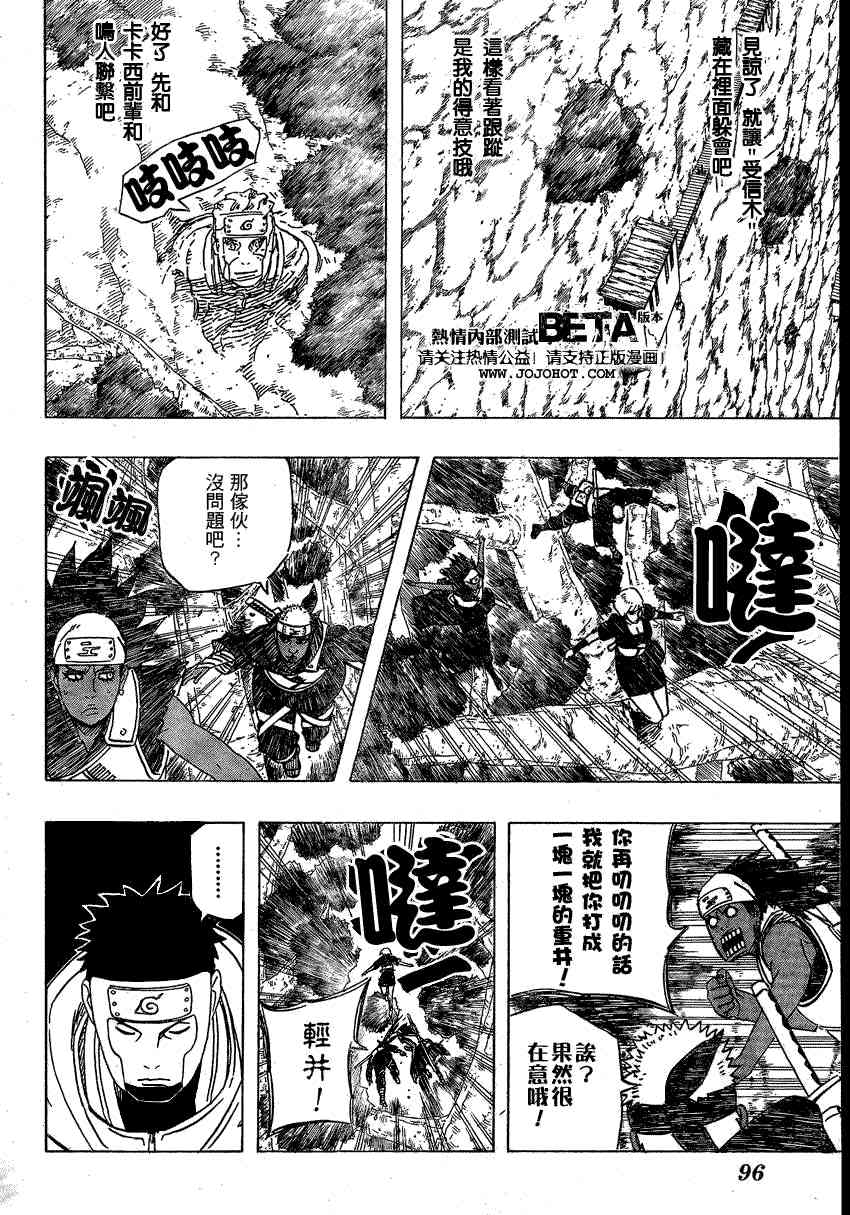 見諒了 就讓"受信木"
藏在裡面躲會吧
這樣看著跟蹤
是我的得意技哦
熱情內部測試BETA版本
请关注热情公益! 请支持正版漫画!
WWW.JOJOHOT.COM
好了 先和
卡卡西前輩和
鳴人聯繫吧
吱吱吱
噠—
那傢伙…
沒問題吧?
颯颯
你再叨叨叨的話
我就把你打成
一塊一塊的重井!
誒?
果然很
在意哦!
噠—
輕井!
………
96